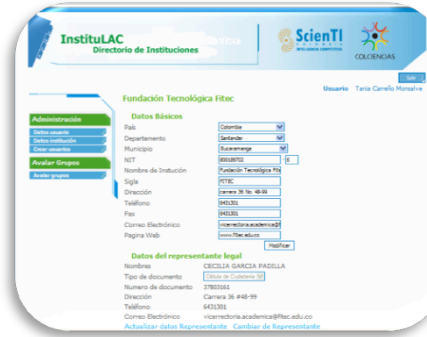 InstituLAC
Directorio de Instituciones
ScienTI
COLOMBIA
COLCIENCIAS
Salir
Usuario Tania Carreño Monsalve
Fundación Tecnológica Fitec
Administración
Datos usuario
Datos institución
Crear usuarios
Avalar Grupos
Avalar grupos
Datos Básicos
País Colombia
Departamento Santander
Municipio Bucaramanga
NIT
Nombre de Instución Fundación Tecnológica Fite
Sigla FITEC
Dirección carrera 36 No. 48-99
Teléfono 6431301
Fax 6431301
Correo Electrónico vicerrectoria.academica@f
Pagina Web www.fitec.edu.co
Modificar
Datos del representante legal
Nombres CECILIA GARCIA PADILLA
Tipo de documento Cédula de Ciudadanía
Numero de documento 37803161
Dirección Carrera 36 #48-99
Teléfono 6431301
Correo Electrónico vicerrectoria.academica@fitec.edu.co
Actualizar datos Representante Cambiar de Representante